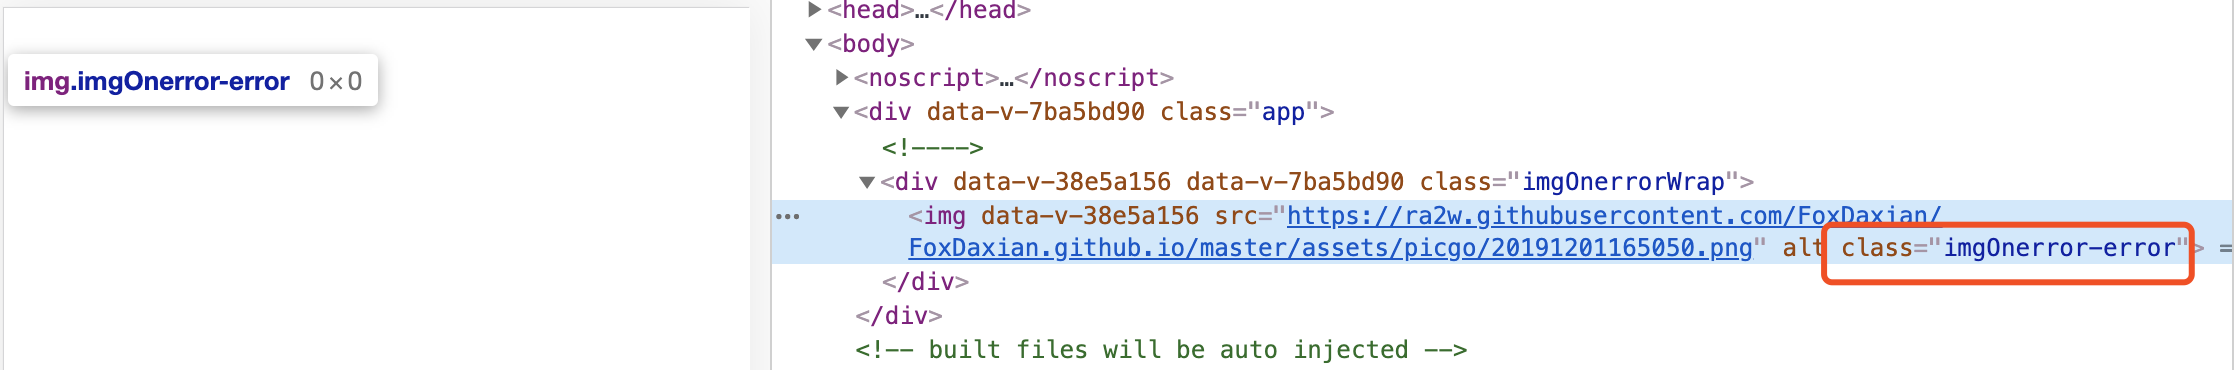 <head>…</head>
<body>
<noscript>…</noscript>
<div data-v-7ba5bd90 class="app">
<!---->
<div data-v-38e5a156 data-v-7ba5bd90 class="imgOnerrorWrap">
<img data-v-38e5a156 src="https://ra2w.githubusercontent.com/FoxDaxian/
FoxDaxian.github.io/master/assets/picgo/20191201165050.png" alt class="imgOnerror-error"> =
</div>
</div>
<!-- built files will be auto injected -->
img.imgOnerror-error 0×0